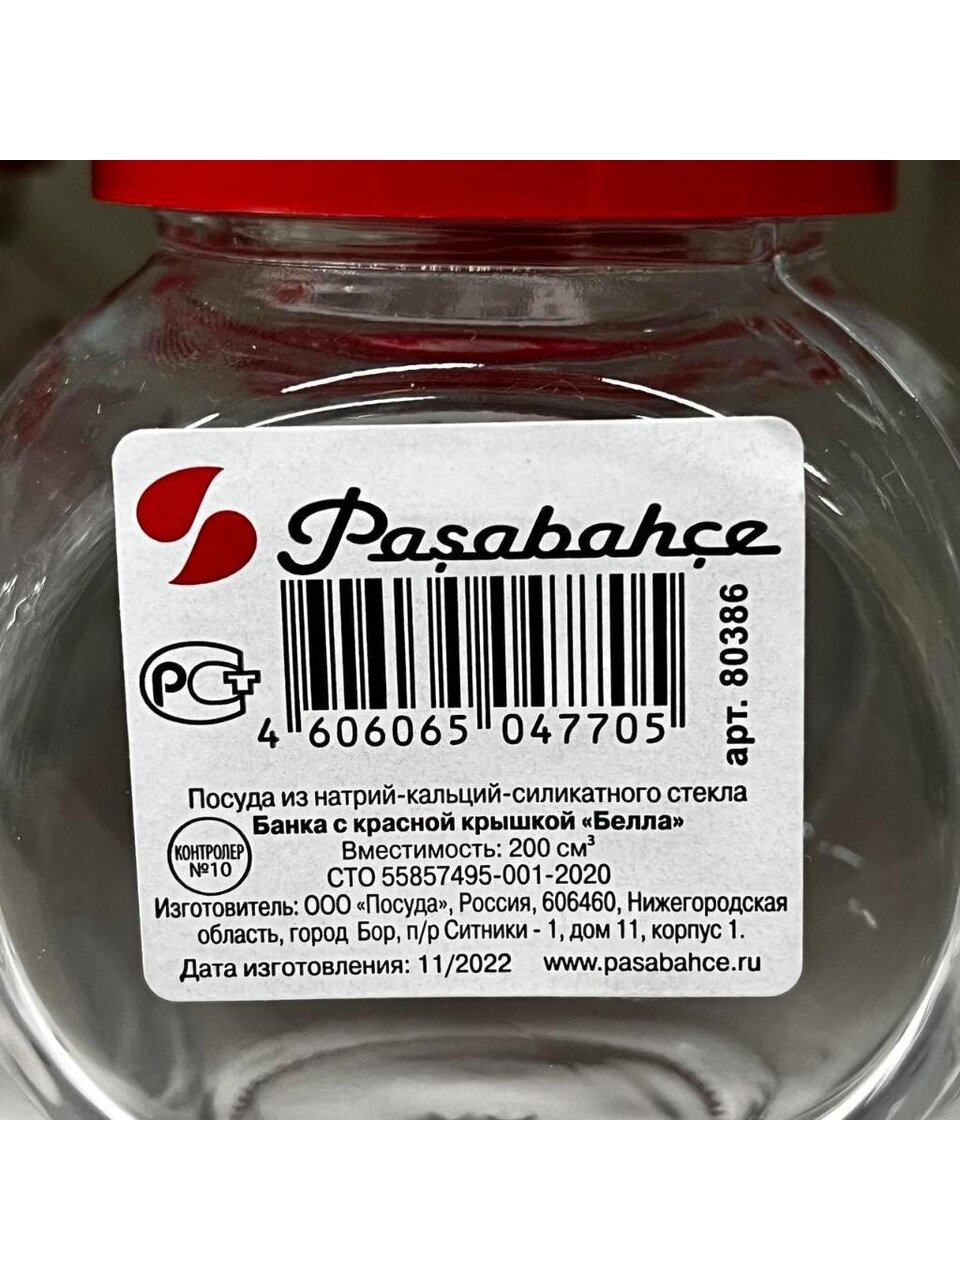 Paşabahçe
арт. 80386
РСТ
4 606065 047705
Посуда из натрий-кальций-силикатного стекла
Банка с красной крышкой «Белла»
КОНТРОЛЕР
№10
Вместимость: 200 см³
СТО 55857495-001-2020
Изготовитель: ООО «Посуда», Россия, 606460, Нижегородская
область, город Бор, п/р Ситники - 1, дом 11, корпус 1.
Дата изготовления: 11/2022 www.pasabahce.ru